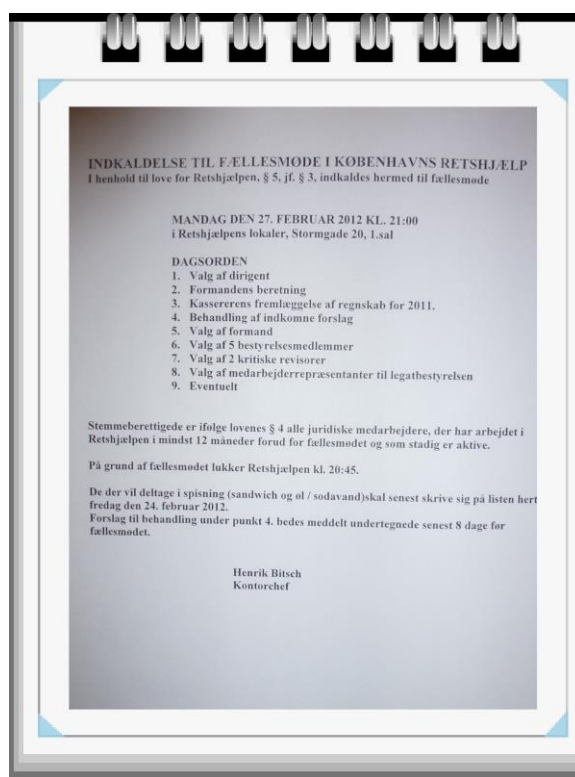 INDKALDELSE TIL FÆLLESMØDE I KØBENHAVNS RETSHJÆLP
I henhold til love for Retshjælpen, § 5, jf. § 3, indkaldes hermed til fællesmøde
MANDAG DEN 27. FEBRUAR 2012 KL. 21:00
i Retshjælpens lokaler, Stormgade 20, 1.sal
DAGSORDEN
1. Valg af dirigent
2. Formandens beretning
3. Kassererens fremlæggelse af regnskab for 2011.
4. Behandling af indkomne forslag
5. Valg af formand
6. Valg af 5 bestyrelsesmedlemmer
7. Valg af 2 kritiske revisorer
8. Valg af medarbejderrepræsentanter til legatbestyrelsen
9. Eventuelt
Stemmeberettigede er ifølge lovenes § 4 alle juridiske medarbejdere, der har arbejdet i
Retshjælpen i mindst 12 måneder forud for fællesmødet og som stadig er aktive.
På grund af fællesmødet lukker Retshjælpen kl. 20:45.
De der vil deltage i spisning (sandwich og øl / sodavand)skal senest skrive sig på listen hert
fredag den 24. februar 2012.
Forslag til behandling under punkt 4. bedes meddelt undertegnede senest 8 dage før
fællesmødet.
Henrik Bitsch
Kontorchef